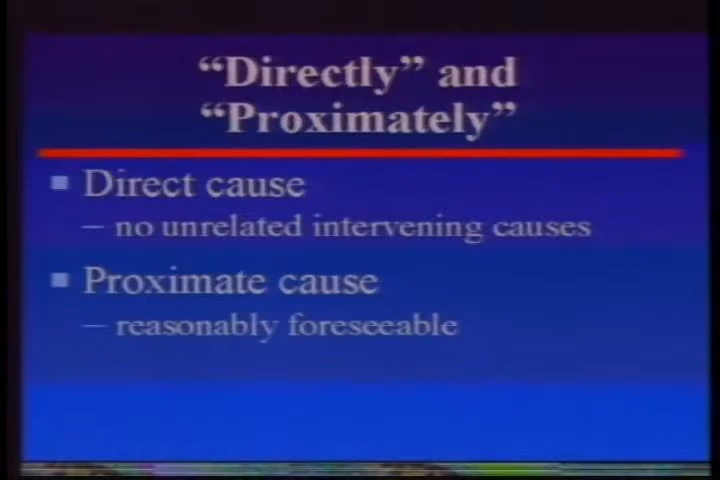 “Directly” and
“Proximately”
Direct cause
– no unrelated intervening causes
Proximate cause
– reasonably foreseeable